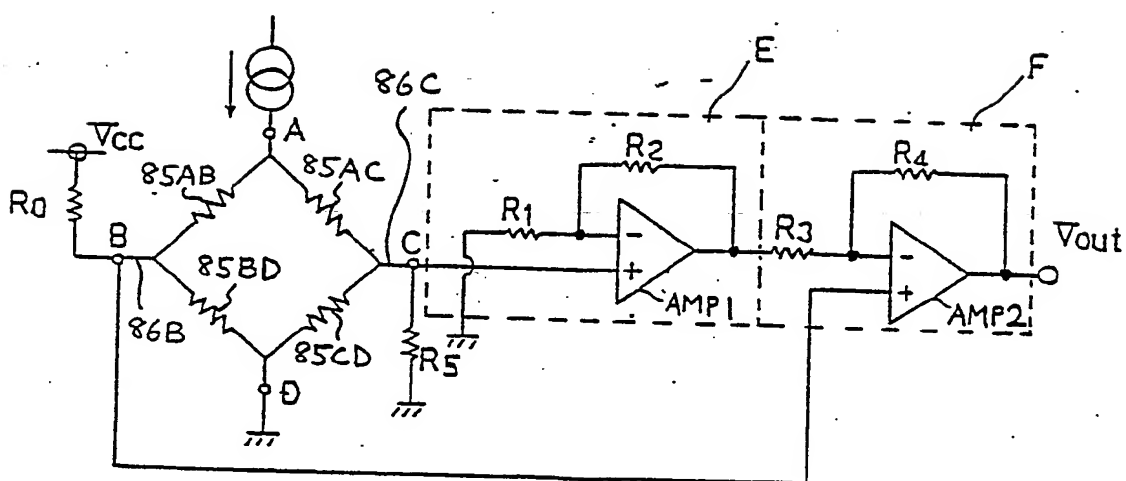 E
F
86C
Vcc
A
85AB
85AC
R2
R4
R0
R1
R3
B
C
Vout
85BD
86B
85CD
AMP1
AMP2
R5
D
-
+
-
+